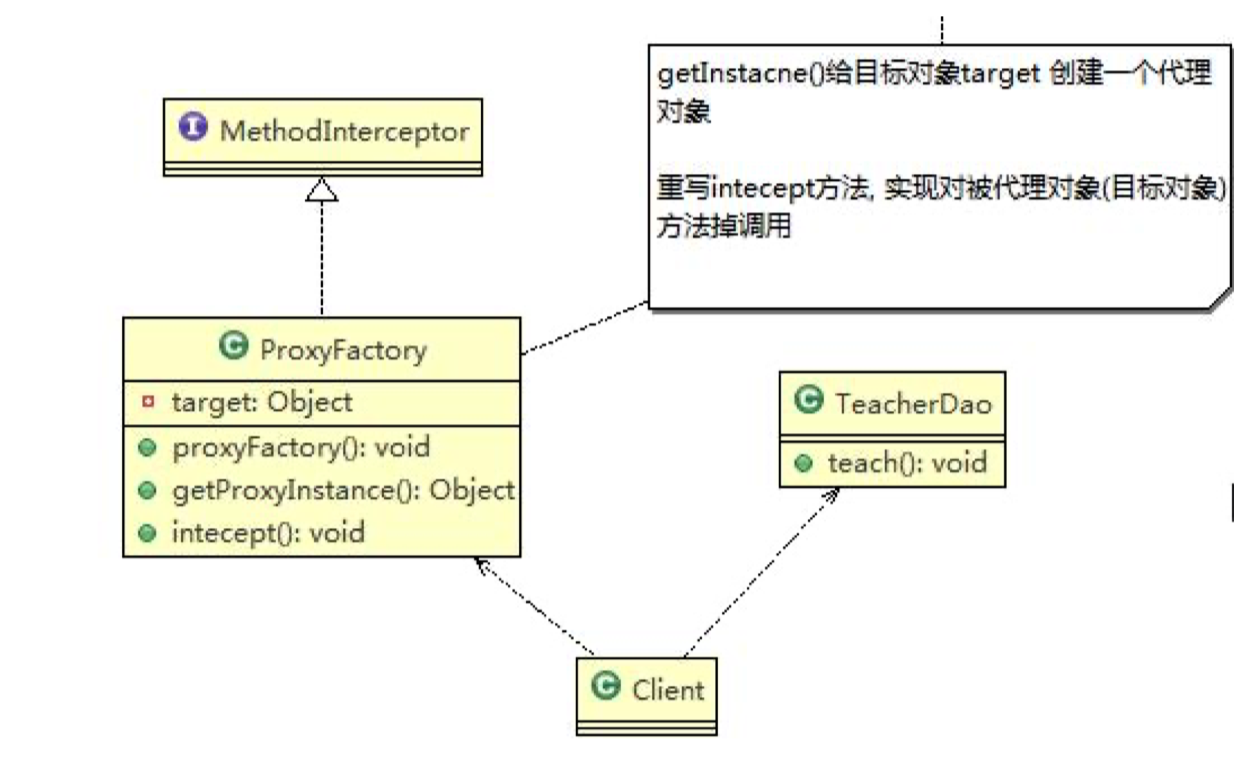 getInstacne()给目标对象target 创建一个代理
对象
重写intecept方法, 实现对被代理对象(目标对象)
方法掉调用
I MethodInterceptor
C ProxyFactory
target: Object
proxyFactory(): void
getProxyInstance(): Object
intecept(): void
C TeacherDao
teach(): void
C Client